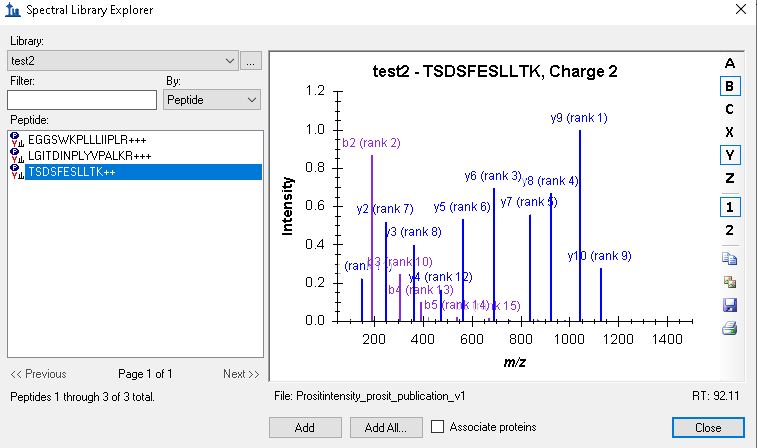 Spectral Library Explorer
Library:
test2
...
Filter:
By:
Peptide
Peptide:
EGGSWKPLLLIIPLR+++
LGITDINPLYVPALKR+++
TSDSFESLLTK++
<< Previous
Page 1 of 1
Next >>
Peptides 1 through 3 of 3 total.
test2 - TSDSFESLLTK, Charge 2
Intensity
1.2
1.0
0.8
0.6
0.4
0.2
0.0
y9 (rank 1)
b2 (rank 2)
y6 (rank 3)
y8 (rank 4)
y7 (rank 5)
y5 (rank 6)
y2 (rank 7)
y3 (rank 8)
y10 (rank 9)
b3 (rank 10)
(rank
y4 (rank 12)
b4 (rank 13)
b5 (rank 14)
15)
200
400
600
800
1000
1200
1400
m/z
A
B
C
X
Y
Z
1
2
File: Prositintensity_prosit_publication_v1
RT: 92.11
Add
Add All...
Associate proteins
Close